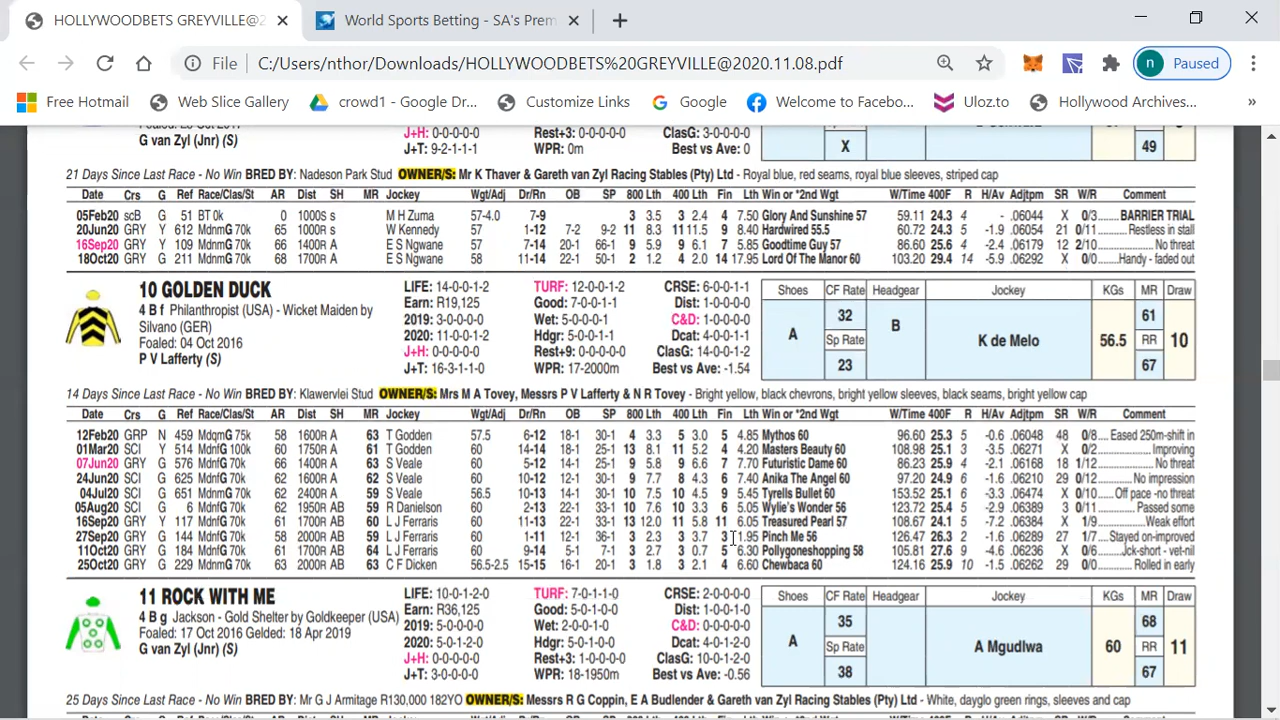 HOLLYWOODBETS GREYVILLE@2
World Sports Betting - SA's Prem
File
C:/Users/nthor/Downloads/HOLLYWOODBETS%20GREYVILLE@2020.11.08.pdf
n Paused
Free Hotmail
Web Slice Gallery
crowd1 - Google Dr...
Customize Links
Google
Welcome to Facec...
Uloz.to
Hollywood Archives...
»
G van Zyl (Jnr) (S)
J+H: 0-0-0-0-0 Rest+3: 0-0-0-0-0 ClasG: 3-0-0-0-0
J+T: 9-2-1-1-1 WPR: 0m Best vs Ave: 0
X 49
21 Days Since Last Race - No Win BRED BY: Nadeson Park Stud OWNER/S: Mr K Thaver & Gareth van Zyl Racing Stables (Pty) Ltd - Royal blue, red seams, royal blue sleeves, striped cap
Date Crs G Ref Race/Clas/St AR Dist SH MR Jockey Wgt/Adj Dr/Rn OB SP 800 Lth 400 Lth Fin Lth Win or *2nd Wgt W/Time 400F R H/Av Adjtpm SR W/R Comment
05Feb20 scB G 51 BT 0k 0 1000S s M H Zuma 57-4.0 7-9 3 3.5 3 2.4 4 7.50 Glory And Sunshine 57 59.11 24.3 4 - .06044 X 0/3.... BARRIER TRIAL
20Jun20 GRY Y 612 MdnmG 70k 65 1000R s W Kennedy 57 1-12 7-2 9-2 11 8.3 11 11.5 9 8.40 Hardwired 55.5 60.72 24.3 5 -1.9 .06054 21 0/11... Restless in stall
16Sep20 GRY Y 109 MdnmG 70k 66 1400R A E S Ngwane 57 7-14 20-1 66-1 9 5.9 9 6.1 7 5.85 Goodtime Guy 57 86.60 25.6 4 -2.4 .06179 12 2/10 No threat
18Oct20 GRY G 211 MdnmG 70k 68 1700R A E S Ngwane 58 11-14 22-1 50-1 2 1.2 4 2.0 14 17.95 Lord Of The Manor 60 103.20 29.4 14 -5.9 .06292 X 0/0 ... Handy - faded out
10 GOLDEN DUCK
4 B f Philanthropist (USA) - Wicket Maiden by
Silvano (GER)
Foaled: 04 Oct 2016
P V Lafferty (S)
LIFE: 14-0-0-1-2 TURF: 12-0-0-1-2 CRSE: 6-0-0-1-1
Earn: R19,125 Good: 7-0-0-1-1 Dist: 1-0-0-0-0
2019: 3-0-0-0-0 Wet: 5-0-0-0-1 C&D: 1-0-0-0-0
2020: 11-0-0-1-2 Hdgr: 5-0-0-1-1 Dcat: 4-0-0-1-1
J+H: 0-0-0-0-0 Rest+9: 0-0-0-0-0 ClasG: 14-0-0-1-2
J+T: 16-3-1-1-0 WPR: 17-2000m Best vs Ave: -1.54
Shoes CF Rate Headgear Jockey KGs MR Draw
A 32 B K de Melo 56.5 61 10
Sp Rate RR
23 67
14 Days Since Last Race - No Win BRED BY: Klawervlei Stud OWNER/S: Mrs M A Tovey, Messrs P V Lafferty & N R Tovey - Bright yellow, black chevrons, bright yellow sleeves, black seams, bright yellow cap
Date Crs G Ref Race/Clas/St AR Dist SH MR Jockey Wgt/Adj Dr/Rn OB SP 800 Lth 400 Lth Fin Lth Win or *2nd Wgt W/Time 400F R H/Av Adjtpm SR W/R Comment
12Feb20 GRP N 459 MdqmG 75k 58 1600R A 63 T Godden 57.5 6-12 18-1 30-1 4 3.3 5 3.0 5 4.85 Mythos 60 96.60 25.3 5 -0.6 .06048 48 0/8.... Eased 250m-shift in
01Mar20 SCI Y 514 MdnfG 80k 60 1750R A 61 T Godden 60 14-14 18-1 25-1 13 8.1 11 5.2 4 4.20 Masters Beauty 60 108.98 25.1 3 -3.5 .06271 X 0/2 Improving
07Jun20 GRY G 576 MdnfG 70k 66 1400R A 63 S Veale 60 5-12 14-1 25-1 9 5.8 9 6.6 7 7.70 Futuristic Dame 60 86.23 25.9 4 -2.1 .06168 18 1/12 No threat
24Jun20 SCI G 625 MdnfG 70k 62 1600R A 62 S Veale 60 10-12 12-1 28-1 9 7.7 8 4.8 6 7.40 Anika The Angel 60 97.20 24.9 6 -1.6 .06210 29 0/12 No impression
04Jul20 SCI G 651 MdnmG 70k 62 2400R A 59 S Veale 56.5 10-13 14-1 30-1 10 7.5 10 4.5 9 5.45 Tyrells Bullet 60 153.52 25.1 6 -3.3 .06474 X 0/10 ... Off pace -no threat
05Aug20 SCI G 9 MdnfG 70k 62 1950R AB 59 R Danielson 60 2-13 22-1 33-1 10 7.6 10 3.3 6 5.05 Wylie's Wonder 56 125.48 25.9 4 -2.8 .06389 3 0/11 Passed some
16Sep20 GRY Y 117 MdnfG 70k 61 1700R AB 60 L J Ferraris 60 11-13 22-1 33-1 13 12.0 11 5.8 11 6.05 Treasured Pearl 57 108.67 24.1 5 -7.2 .06384 X 1/9 Weak effort
27Sep20 GRY G 134 MdnfG 70k 58 2000R AB 59 L J Ferraris 60 1-11 12-1 36-1 3 2.3 3 3.7 3 1.95 Pinch Me 56 126.47 26.3 2 -1.6 .06289 27 1/7... Stayed on-improved
11Oct20 GRY G 184 MdnfG 70k 61 1700R AB 64 L J Ferraris 60 9-14 5-1 7-1 3 2.7 3 0.7 5 6.30 Pollygoneshopping 58 105.81 27.6 9 -4.6 .06236 X 0/6.... Jck-short - vet-nil
25Oct20 GRY G 229 MdnfG 70k 63 2000R AB 63 C F Dicken 56.5-2.5 15-15 16-1 20-1 3 1.8 3 2.1 4 6.60 Chewbaca 60 124.16 25.9 10 -1.5 .06262 29 0/0 Rolled in early
11 ROCK WITH ME
4 B g Jackson - Gold Shelter by Goldkeeper (USA)
Foaled: 17 Oct 2016 Gelded: 18 Apr 2019
G van Zyl (Jnr) (S)
LIFE: 10-0-1-2-0 TURF: 7-0-1-1-0 CRSE: 2-0-0-0-0
Earn: R36,125 Good: 5-0-1-0-0 Dist: 1-0-0-1-0
2019: 5-0-0-0-0 Wet: 2-0-0-1-0 C&D: 0-0-0-0-0
2020: 5-0-1-2-0 Hdgr: 5-0-1-0-0 Dcat: 4-0-1-2-0
J+H: 0-0-0-0-0 Rest+3: 1-0-0-0-0 ClasG: 10-0-1-2-0
J+T: 3-0-0-0-0 WPR: 18-1950m Best vs Ave: -0.56
Shoes CF Rate Headgear Jockey KGs MR Draw
A 35 A Mgudlwa 60 68 11
Sp Rate RR
38 67
25 Days Since Last Race - No Win BRED BY: Mr G J Armitage R130,000 182YO OWNER/S: Messrs R G Coppin, E A Budlender & Gareth van Zyl Racing Stables (Pty) Ltd - White, dayglo green rings, sleeves and cap